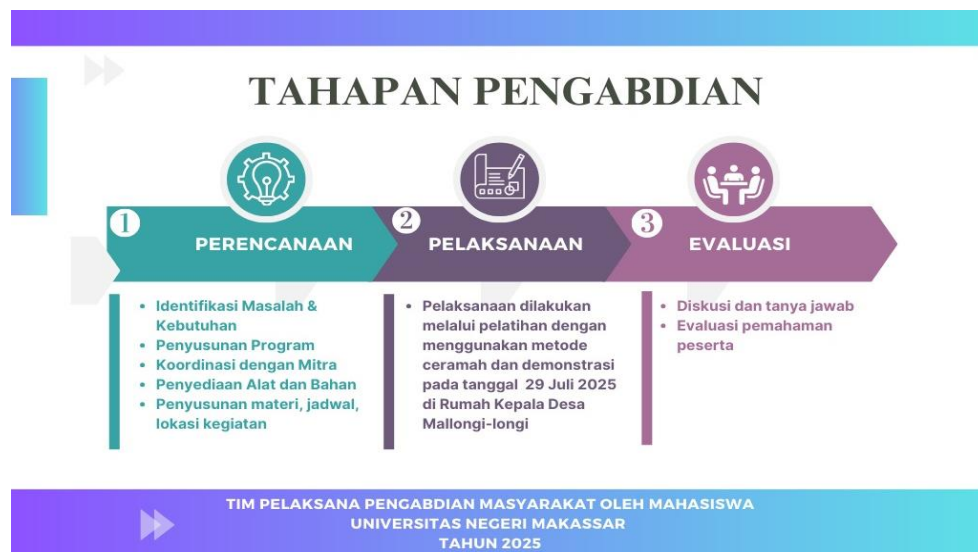 TAHAPAN PENGABDIAN
1
PERENCANAAN
• Identifikasi Masalah &
Kebutuhan
• Penyusunan Program
• Koordinasi dengan Mitra
• Penyediaan Alat dan Bahan
• Penyusunan materi, jadwal,
lokasi kegiatan
2
PELAKSANAAN
• Pelaksanaan dilakukan
melalui pelatihan dengan
menggunakan metode
ceramah dan demonstrasi
pada tanggal 29 Juli 2025
di Rumah Kepala Desa
Mallongi-longi
3
EVALUASI
• Diskusi dan tanya jawab
• Evaluasi pemahaman
peserta
TIM PELAKSANA PENGABDIAN MASYARAKAT OLEH MAHASISWA
UNIVERSITAS NEGERI MAKASSAR
TAHUN 2025